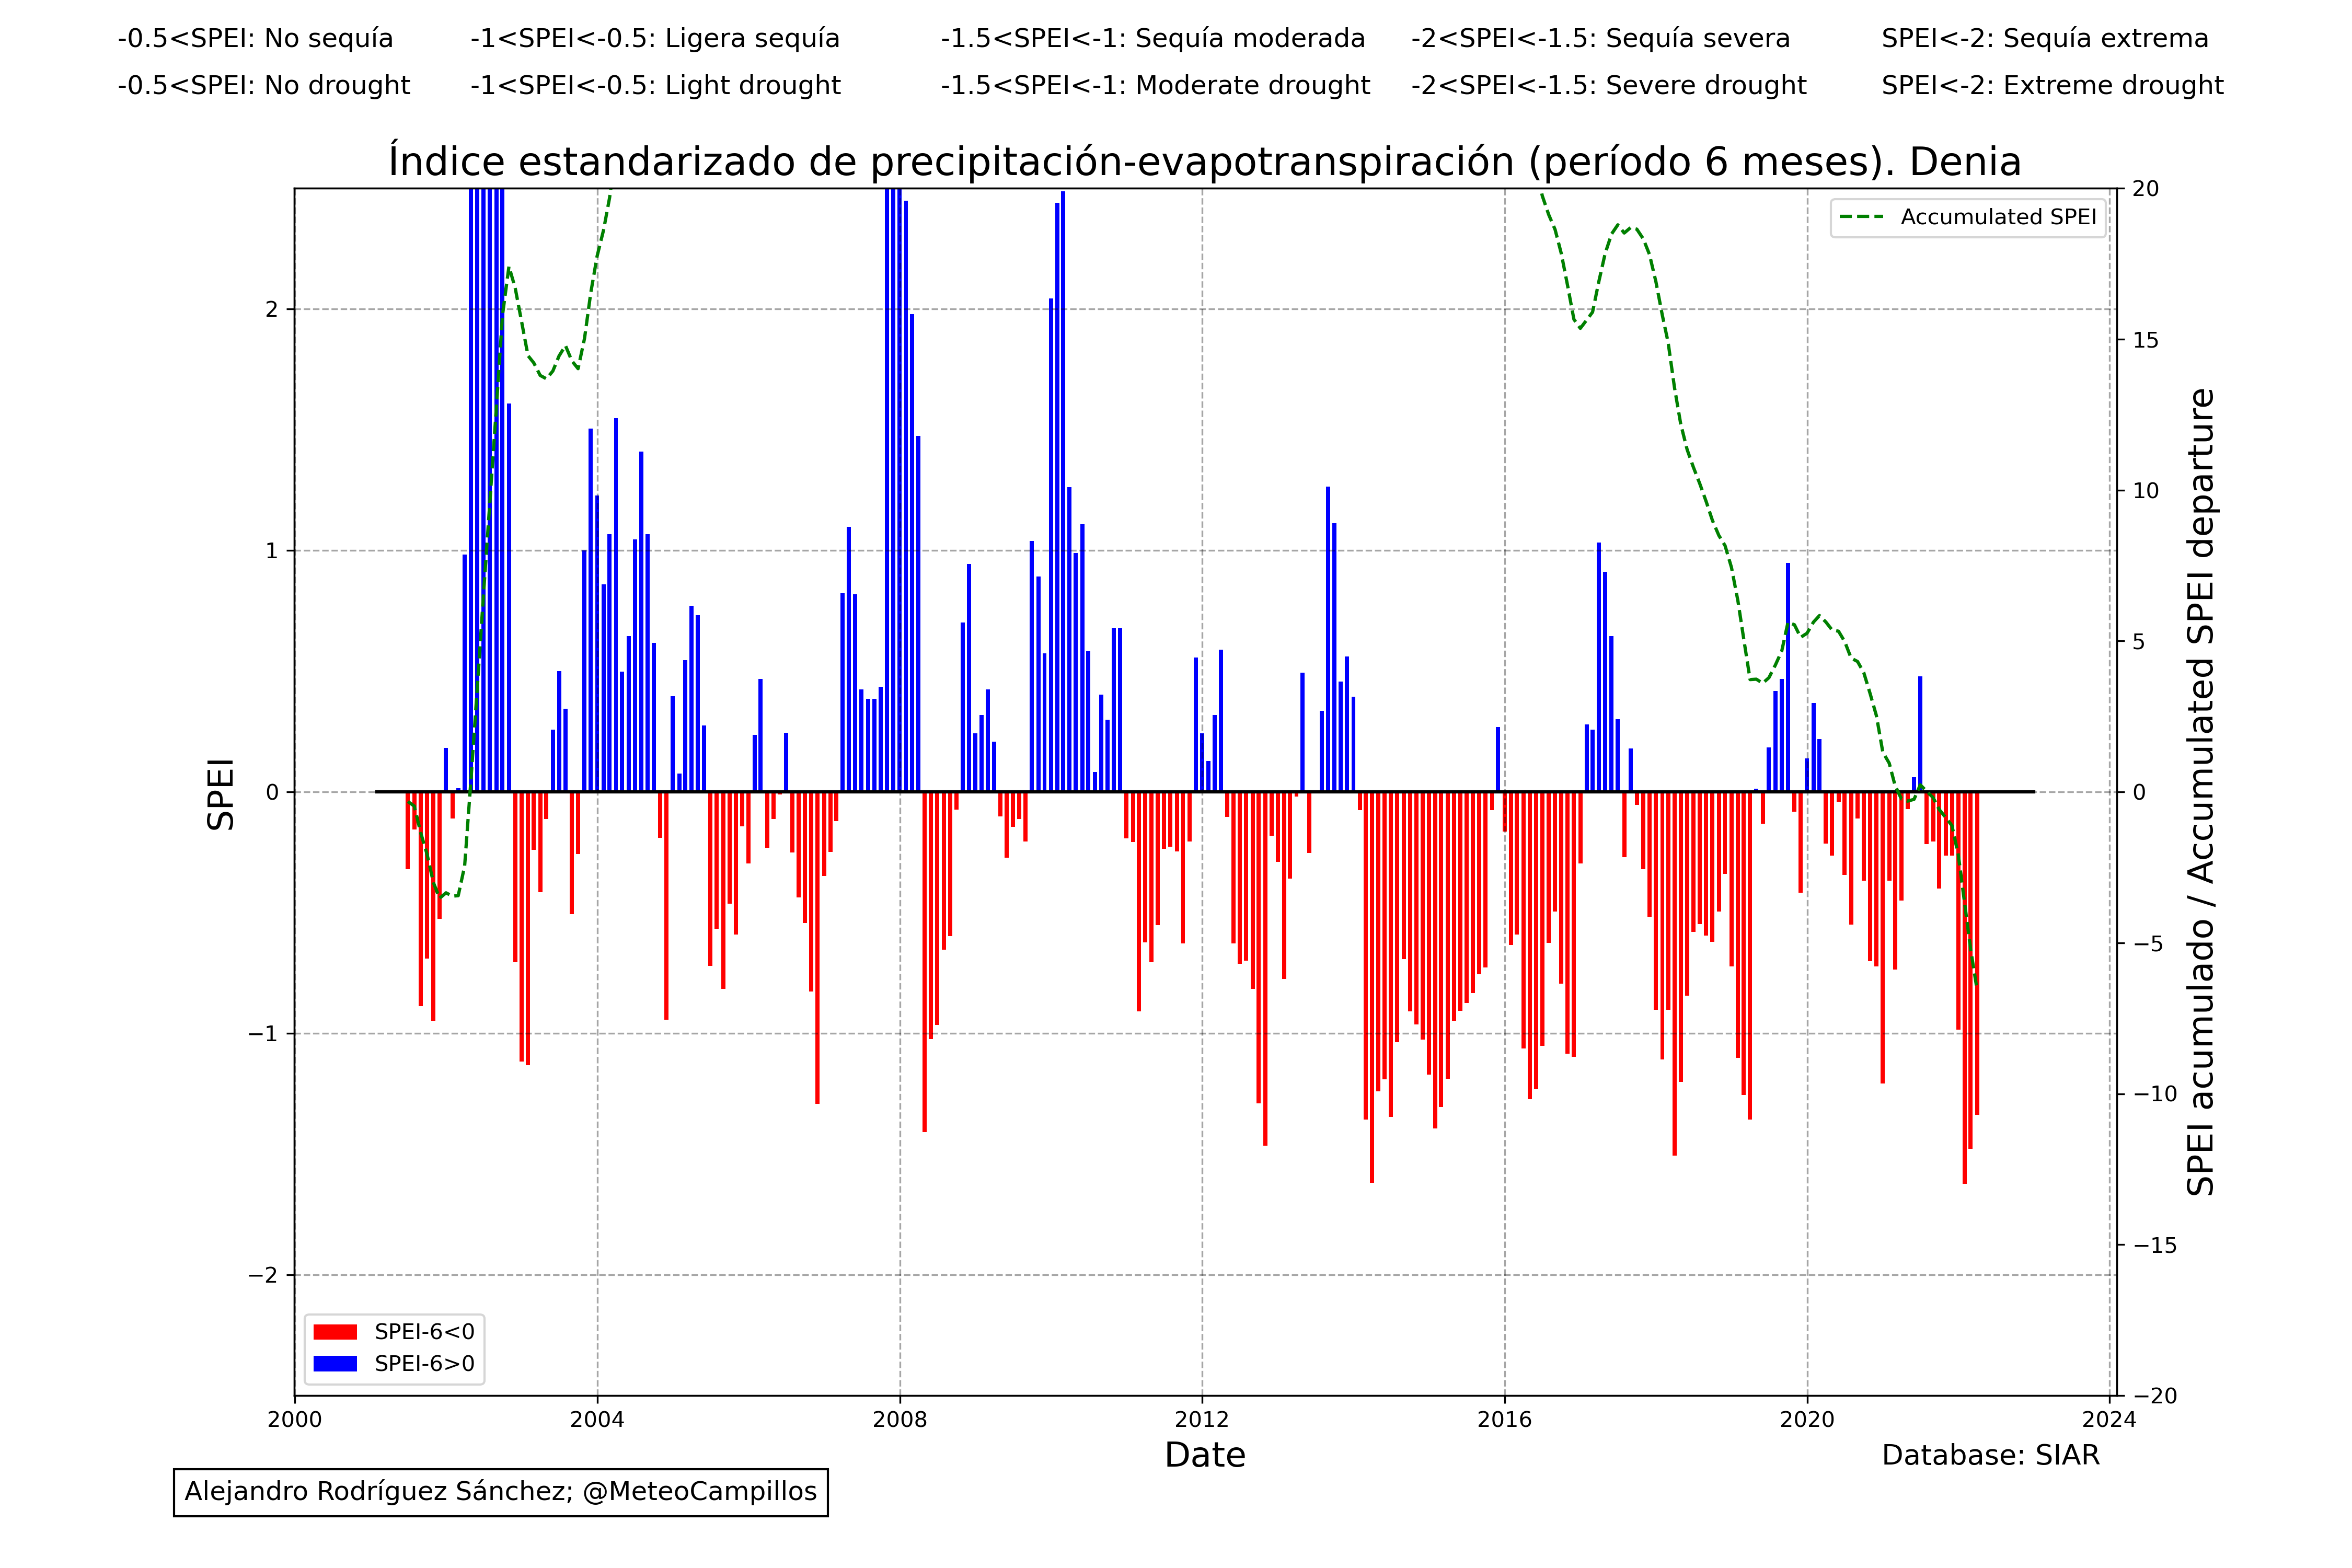 -0.5<SPEI: No sequía -1<SPEI<-0.5: Ligera sequía -1.5<SPEI<-1: Sequía moderada -2<SPEI<-1.5: Sequía severa SPEI<-2: Sequía extrema
-0.5<SPEI: No drought -1<SPEI<-0.5: Light drought -1.5<SPEI<-1: Moderate drought -2<SPEI<-1.5: Severe drought SPEI<-2: Extreme drought
Índice estandarizado de precipitación-evapotranspiración (período 6 meses). Denia
SPEI
2
1
0
−1
−2
20
15
10
5
0
−5
−10
−15
−20
SPEI acumulado / Accumulated SPEI departure
Accumulated SPEI
SPEI-6<0
SPEI-6>0
2000 2004 2008 2012 2016 2020 2024
Date
Database: SIAR
Alejandro Rodríguez Sánchez; @MeteoCampillos